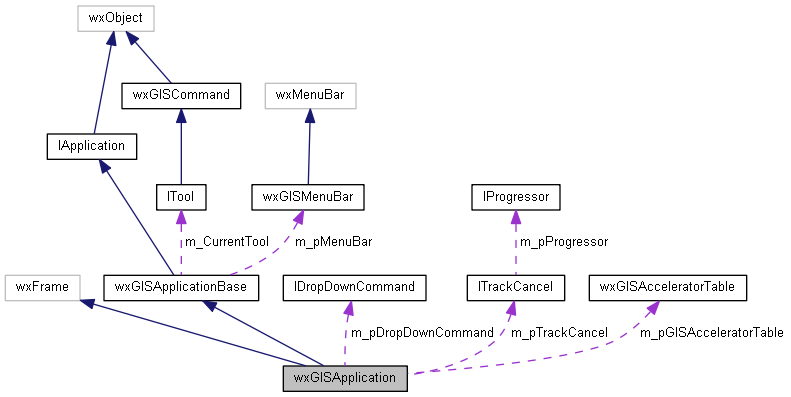 wxObject
wxGISCommand
wxMenuBar
IApplication
ITool
wxGISMenuBar
IProgressor
m_CurrentTool
m_pMenuBar
m_pProgressor
wxFrame
wxGISApplicationBase
IDropDownCommand
ITrackCancel
wxGISAcceleratorTable
m_pDropDownCommand
m_pTrackCancel
m_pGISAcceleratorTable
wxGISApplication